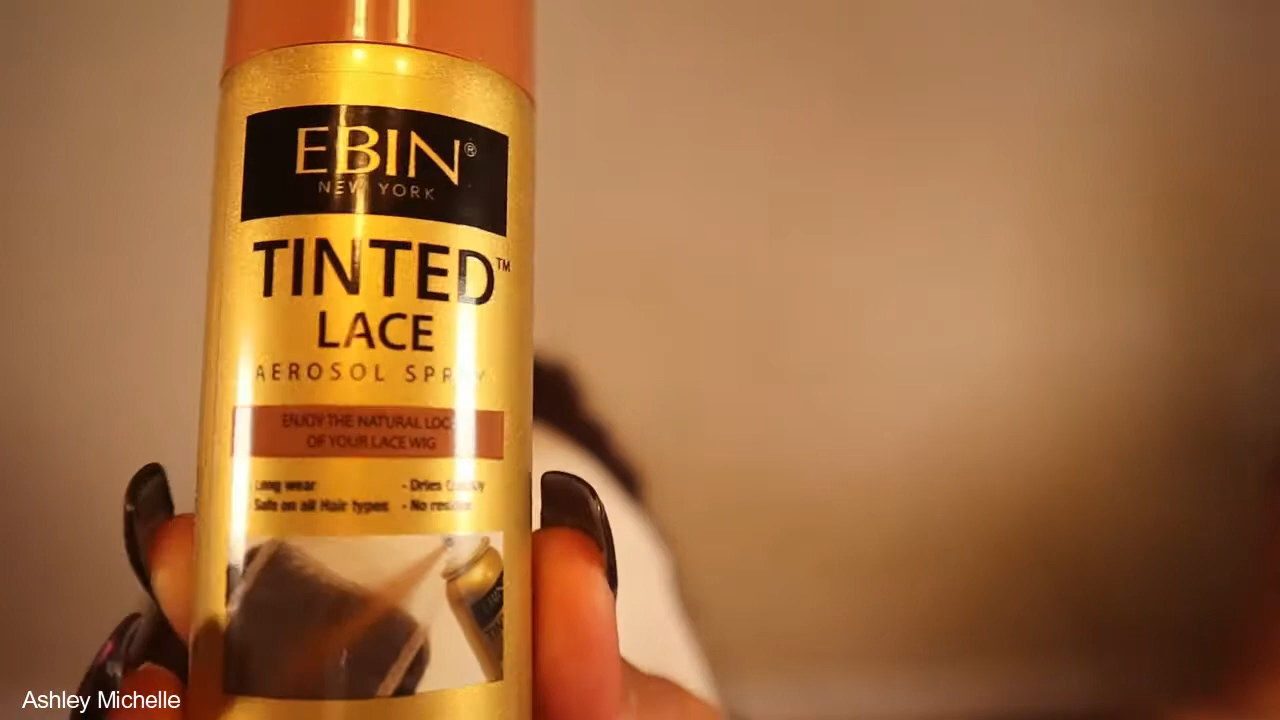 EBIN®
NEW YORK
TINTED™
LACE
AEROSOL SPRAY
ENJOY THE NATURAL LOOK
OF YOUR LACE WIG
Long wear - Dries Quickly
Safe on all Hair types - No residue
EBIN
Ashley Michelle